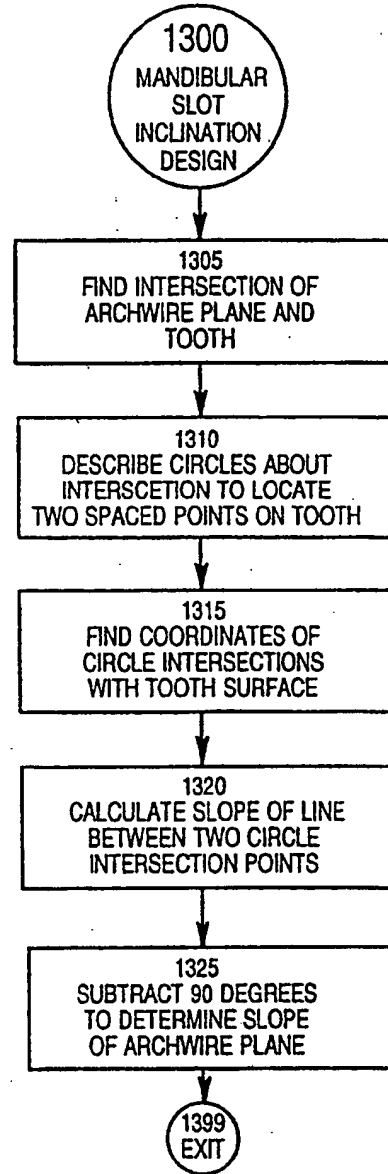 1300
MANDIBULAR
SLOT
INCLINATION
DESIGN
1305
FIND INTERSECTION OF
ARCHWIRE PLANE AND
TOOTH
1310
DESCRIBE CIRCLES ABOUT
INTERSCETION TO LOCATE
TWO SPACED POINTS ON TOOTH
1315
FIND COORDINATES OF
CIRCLE INTERSECTIONS
WITH TOOTH SURFACE
1320
CALCULATE SLOPE OF LINE
BETWEEN TWO CIRCLE
INTERSECTION POINTS
1325
SUBTRACT 90 DEGREES
TO DETERMINE SLOPE
OF ARCHWIRE PLANE
1399
EXIT